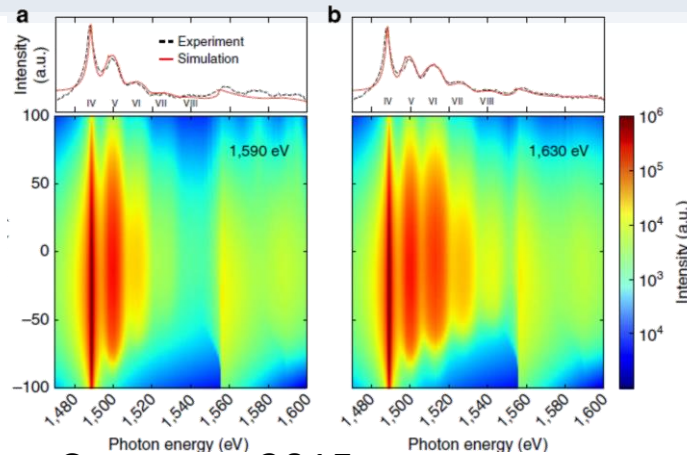 a
b
Intensity
(a.u.)
Experiment
Simulation
IV V VI VII VIII
IV V VI VII VIII
100
50
0
−50
−100
1,590 eV
1,630 eV
10⁶
10⁵
10⁴
10³
10⁴
Intensity (a.u.)
1,480 1,500 1,520 1,540 1,560 1,580 1,600
1,480 1,500 1,520 1,540 1,560 1,580 1,600
Photon energy (eV)
Photon energy (eV)